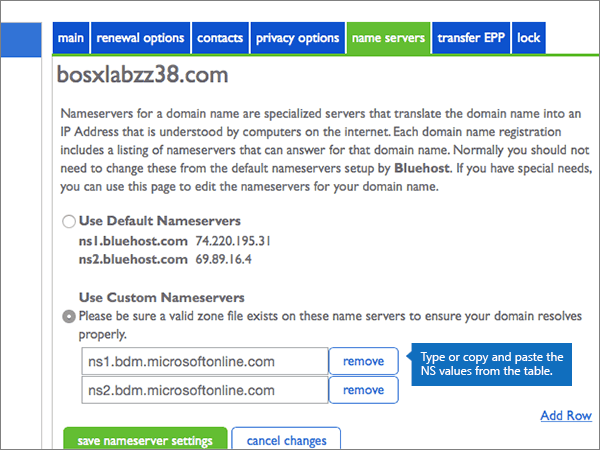 main renewal options contacts privacy options name servers transfer EPP lock
bosxlabzz38.com
Nameservers for a domain name are specialized servers that translate the domain name into an
IP Address that is understood by computers on the internet. Each domain name registration
includes a listing of nameservers that can answer for that domain name. Normally you should not
need to change these from the default nameservers setup by Bluehost. If you have special needs,
you can use this page to edit the nameservers for your domain name.
Use Default Nameservers
ns1.bluehost.com 74.220.195.31
ns2.bluehost.com 69.89.16.4
Use Custom Nameservers
Please be sure a valid zone file exists on these name servers to ensure your domain resolves
properly.
ns1.bdm.microsoftonline.com remove
ns2.bdm.microsoftonline.com remove
Type or copy and paste the
NS values from the table.
Add Row
save nameserver settings cancel changes